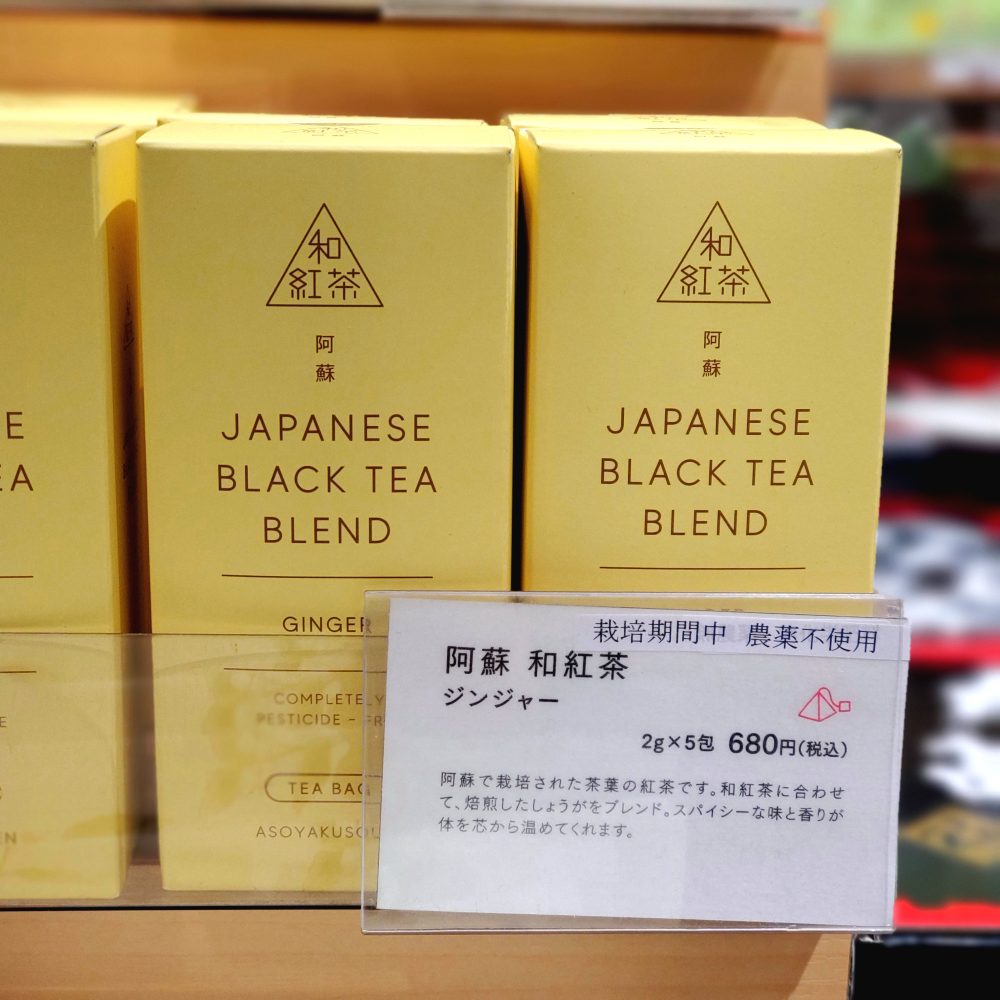 和
紅茶
阿
蘇
JAPANESE
BLACK TEA
BLEND
GINGER
COMPLETELY
PESTICIDE - FR
TEA BAG
ASOYAKUSOU
和
紅茶
阿
蘇
JAPANESE
BLACK TEA
BLEND
E
EA
E
EN
栽培期間中 農薬不使用
阿蘇 和紅茶
ジンジャー
2g×5包 680円(税込)
阿蘇で栽培された茶葉の紅茶です。和紅茶に合わせ
て、焙煎したしょうがをブレンド。スパイシーな味と香りが
体を芯から温めてくれます。